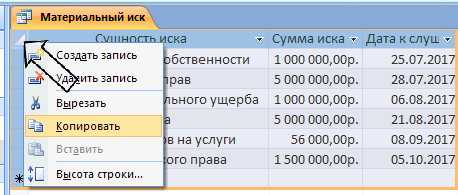 Материальный иск
Сущность иска Сумма иска Дата к слуш
Создать запись обственности 1 000 000,00р. 25.07.2017
Удалить запись прав 5 000 000,00р. 28.07.2017
Вырезать льного ущерба 1 000 000,00р. 06.08.2017
Копировать а 5 000 000,00р. 21.08.2017
Вставить ов на услуги 56 000,00р. 08.09.2017
Высота строки... кого права 1 500 000,00р. 05.10.2017